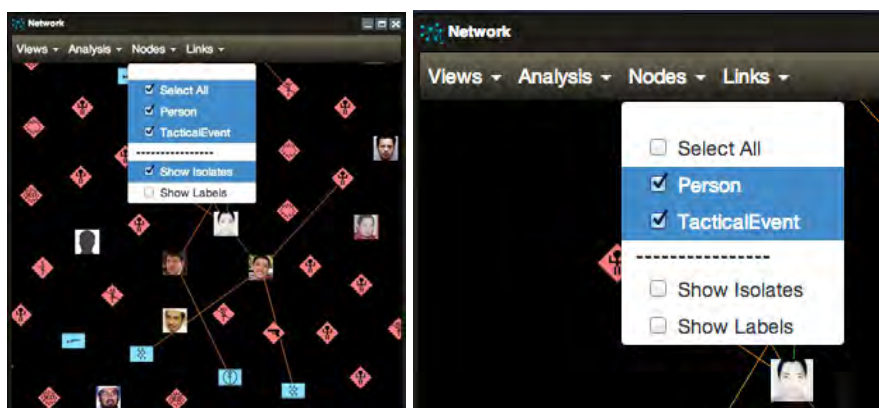 Network
Views Analysis Nodes Links
Select All
Person
TacticalEvent
----------------
Show Isolates
Show Labels
Network
Views Analysis Nodes Links
Select All
Person
TacticalEvent
----------------
Show Isolates
Show Labels